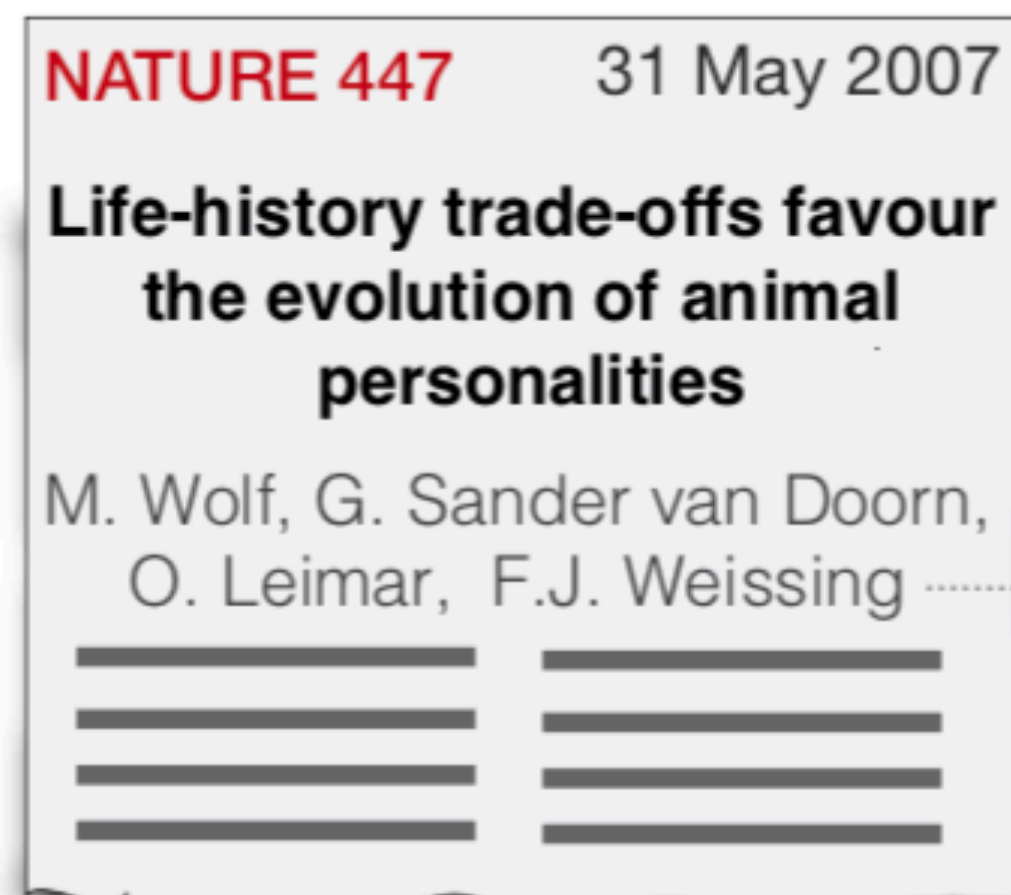 NATURE 447 31 May 2007
Life-history trade-offs favour
the evolution of animal
personalities
M. Wolf, G. Sander van Doorn,
O. Leimar, F.J. Weissing